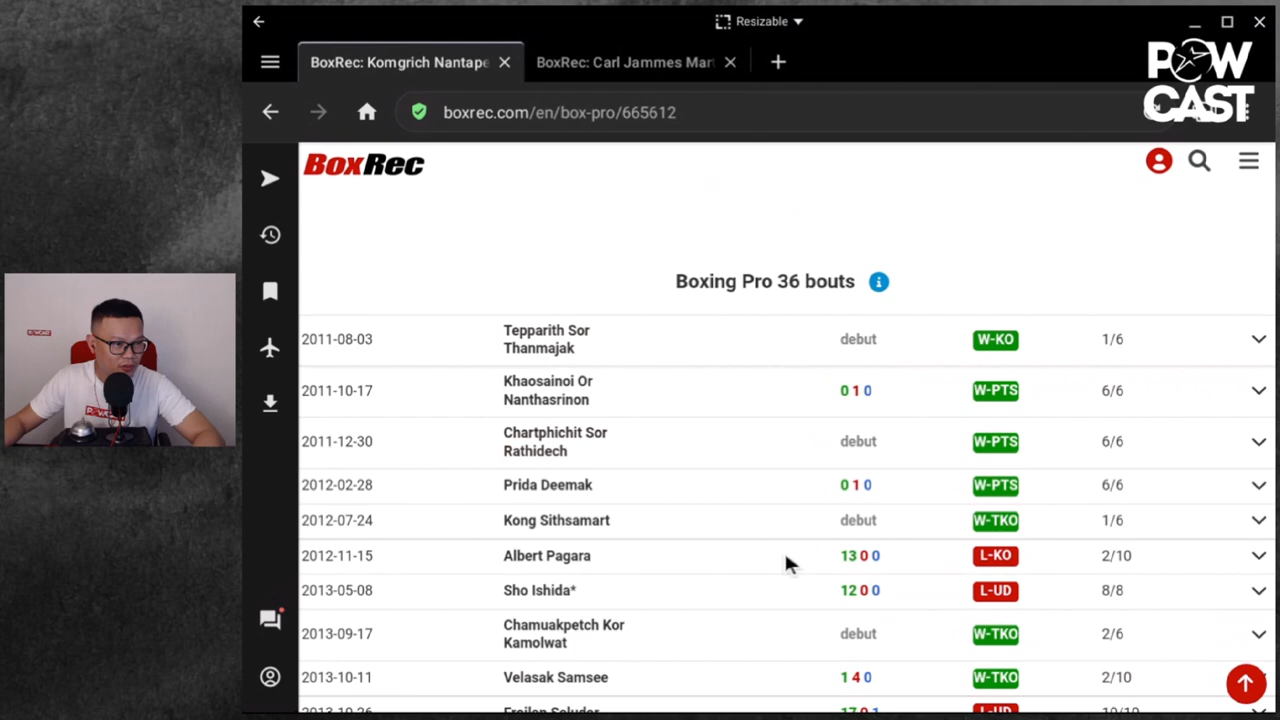 Resizable
POW
CAST
BoxRec: Komgrich Nantape
BoxRec: Carl Jammes Mar
boxrec.com/en/box-pro/665612
BoxRec
Boxing Pro 36 bouts
2011-08-03 Tepparith Sor Thanmajak debut W-KO 1/6
2011-10-17 Khaosainoi Or Nanthasrinon 0 1 0 W-PTS 6/6
2011-12-30 Chartphichit Sor Rathidech debut W-PTS 6/6
2012-02-28 Prida Deemak 0 1 0 W-PTS 6/6
2012-07-24 Kong Sithsamart debut W-TKO 1/6
2012-11-15 Albert Pagara 13 0 0 L-KO 2/10
2013-05-08 Sho Ishida* 12 0 0 L-UD 8/8
2013-09-17 Chamuakpetch Kor Kamolwat debut W-TKO 2/6
2013-10-11 Velasak Samsee 1 4 0 W-TKO 2/10